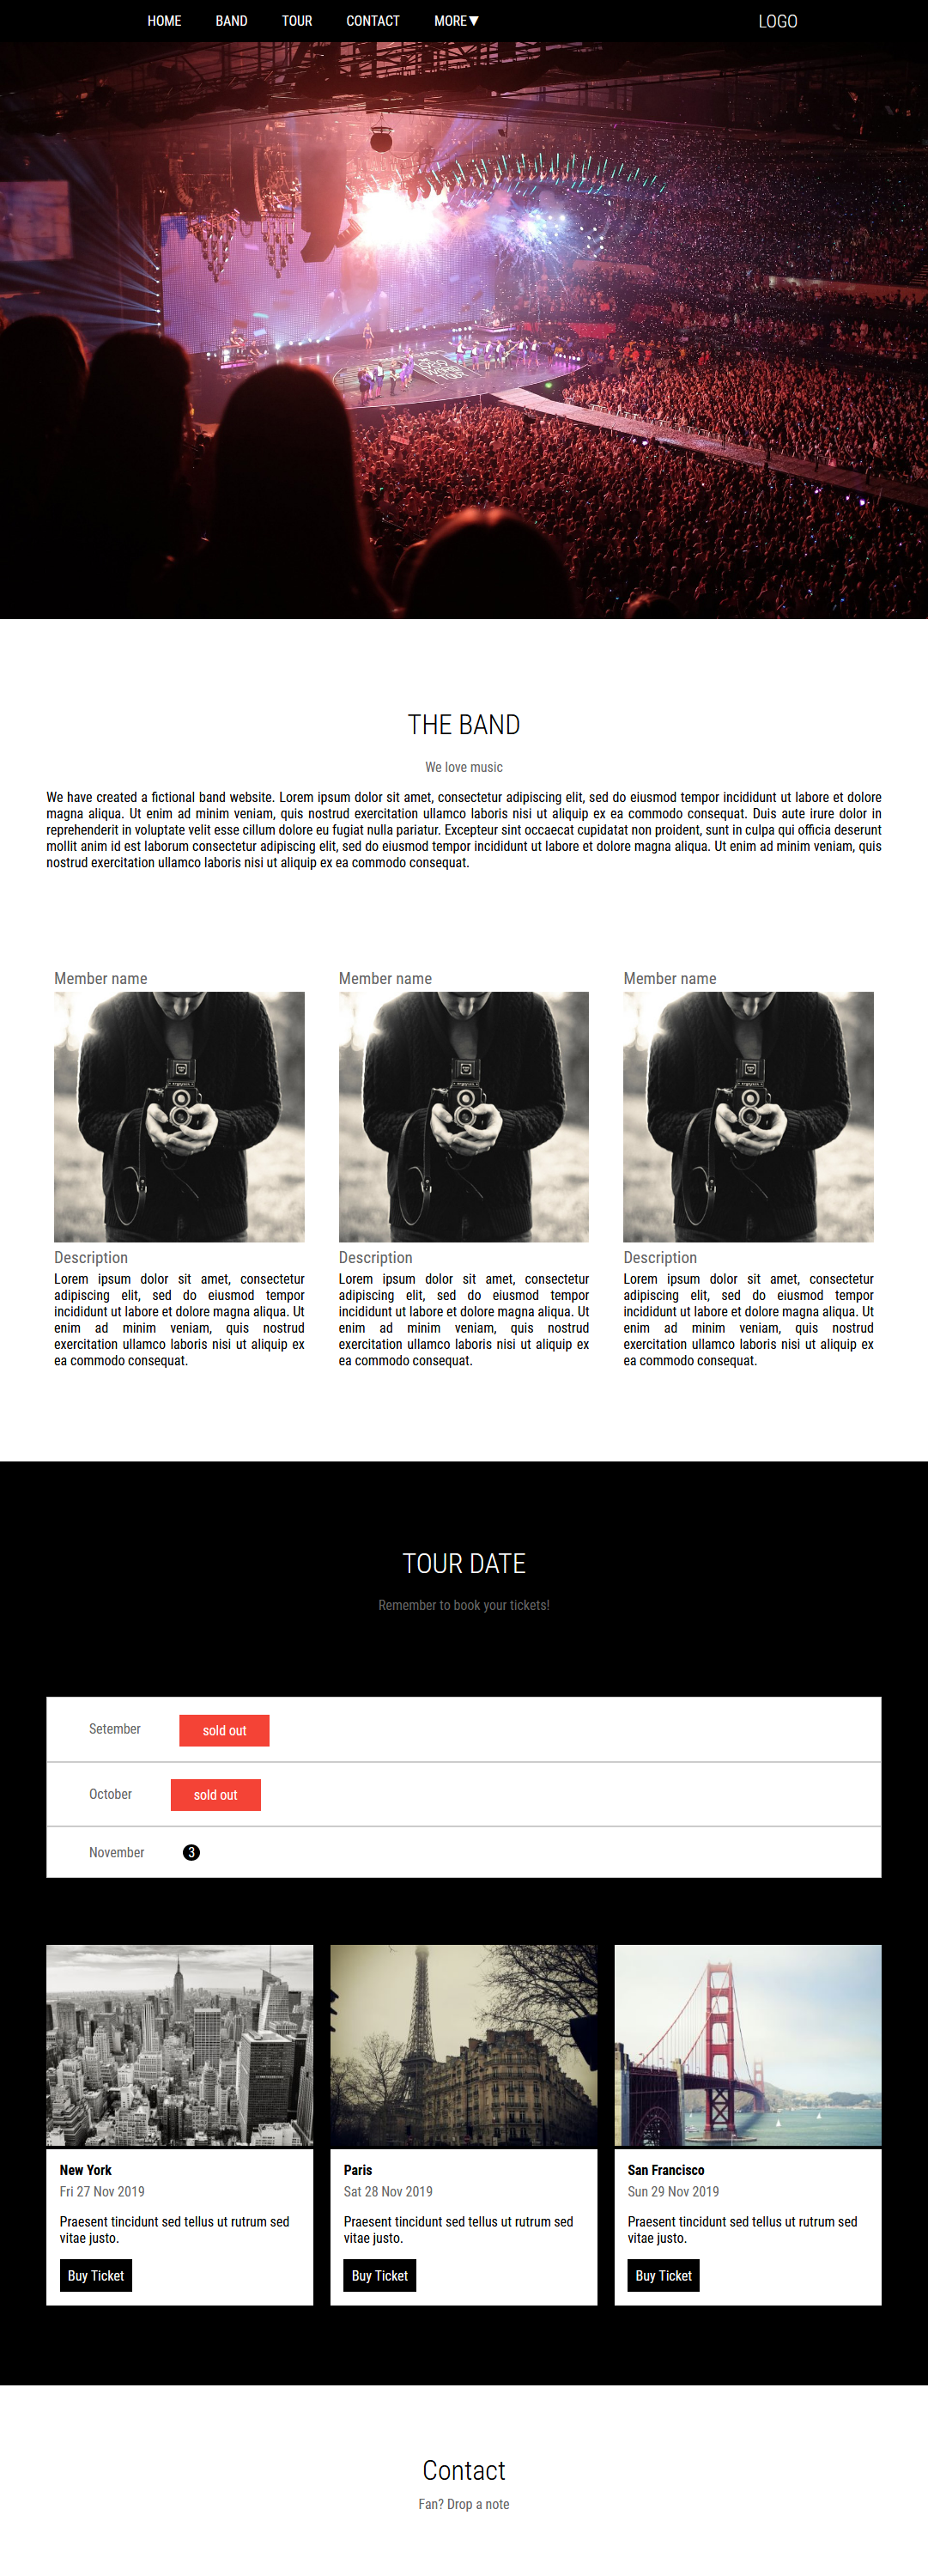 HOME BAND TOUR CONTACT MORE▼ LOGO
THE BAND
We love music
We have created a fictional band website. Lorem ipsum dolor sit amet, consectetur adipiscing elit, sed do eiusmod tempor incididunt ut labore et dolore
magna aliqua. Ut enim ad minim veniam, quis nostrud exercitation ullamco laboris nisi ut aliquip ex ea commodo consequat. Duis aute irure dolor in
reprehenderit in voluptate velit esse cillum dolore eu fugiat nulla pariatur. Excepteur sint occaecat cupidatat non proident, sunt in culpa qui officia deserunt
mollit anim id est laborum consectetur adipiscing elit, sed do eiusmod tempor incididunt ut labore et dolore magna aliqua. Ut enim ad minim veniam, quis
nostrud exercitation ullamco laboris nisi ut aliquip ex ea commodo consequat.
Member name
Description
Lorem ipsum dolor sit amet, consectetur
adipiscing elit, sed do eiusmod tempor
incididunt ut labore et dolore magna aliqua. Ut
enim ad minim veniam, quis nostrud
exercitation ullamco laboris nisi ut aliquip ex
ea commodo consequat.
Member name
Description
Lorem ipsum dolor sit amet, consectetur
adipiscing elit, sed do eiusmod tempor
incididunt ut labore et dolore magna aliqua. Ut
enim ad minim veniam, quis nostrud
exercitation ullamco laboris nisi ut aliquip ex
ea commodo consequat.
Member name
Description
Lorem ipsum dolor sit amet, consectetur
adipiscing elit, sed do eiusmod tempor
incididunt ut labore et dolore magna aliqua. Ut
enim ad minim veniam, quis nostrud
exercitation ullamco laboris nisi ut aliquip ex
ea commodo consequat.
TOUR DATE
Remember to book your tickets!
Setember sold out
October sold out
November 3
New York
Fri 27 Nov 2019
Praesent tincidunt sed tellus ut rutrum sed
vitae justo.
Buy Ticket
Paris
Sat 28 Nov 2019
Praesent tincidunt sed tellus ut rutrum sed
vitae justo.
Buy Ticket
San Francisco
Sun 29 Nov 2019
Praesent tincidunt sed tellus ut rutrum sed
vitae justo.
Buy Ticket
Contact
Fan? Drop a note